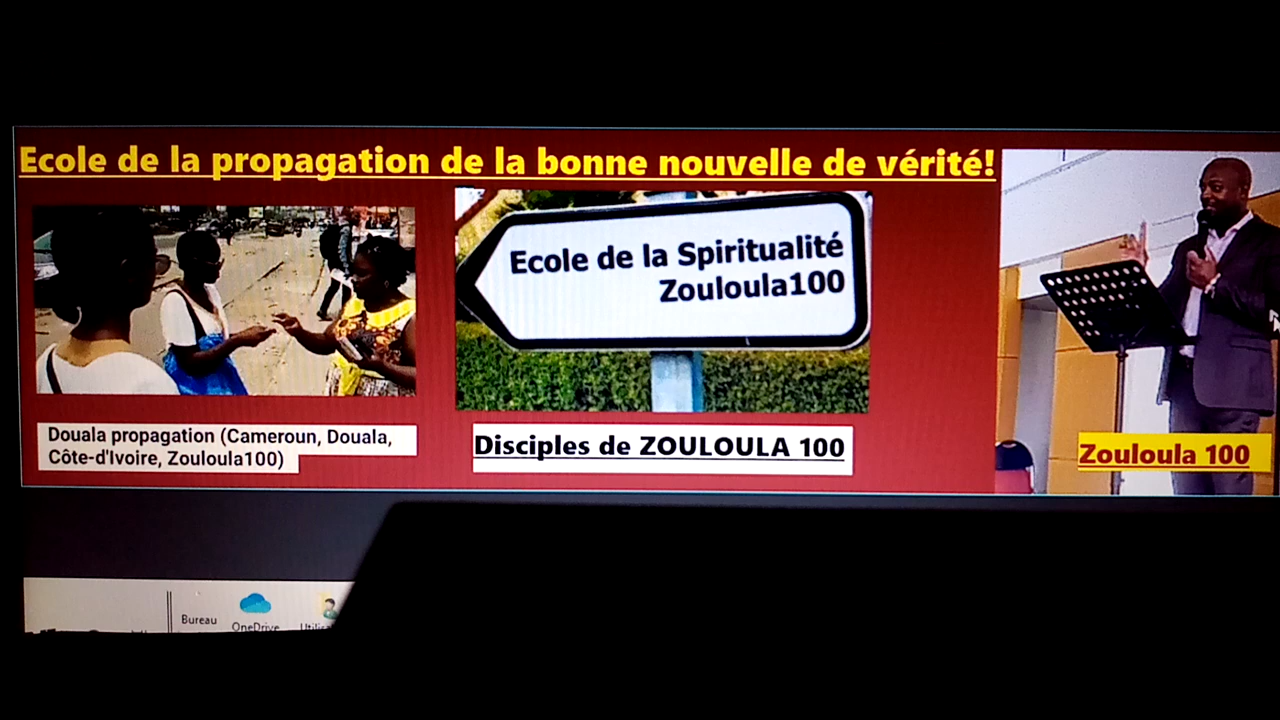 Ecole de la propagation de la bonne nouvelle de vérité!
Ecole de la Spiritualité
Zouloula100
Douala propagation (Cameroun, Douala,
Côte-d'Ivoire, Zouloula100)
Disciples de ZOULOULA 100
Zouloula 100
Bureau
OneDrive